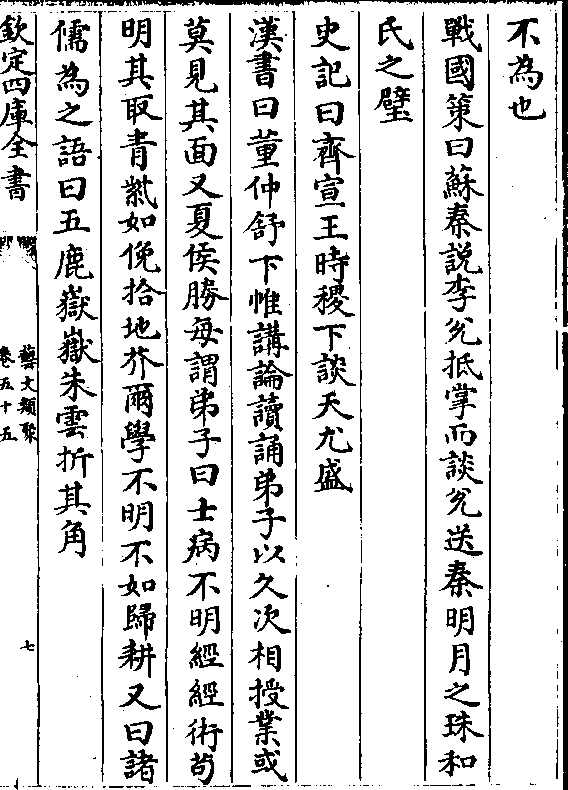 不為也
戰國策曰蘇秦説李兊抵掌而談兊送秦明月之珠和
氏之璧
史記曰齊宣王時稷下談天尤盛
漢書曰董仲舒下帷講論讀誦弟子以久次相授業或
莫見其面又夏侯勝每謂弟子曰士病不明經經術茍
明其取青紫如俛拾地芥爾學不明不如歸耕又曰諸
儒為之語曰五鹿嶽嶽朱雲折其角
欽定四庫全書
藝文類聚
卷五十五
七